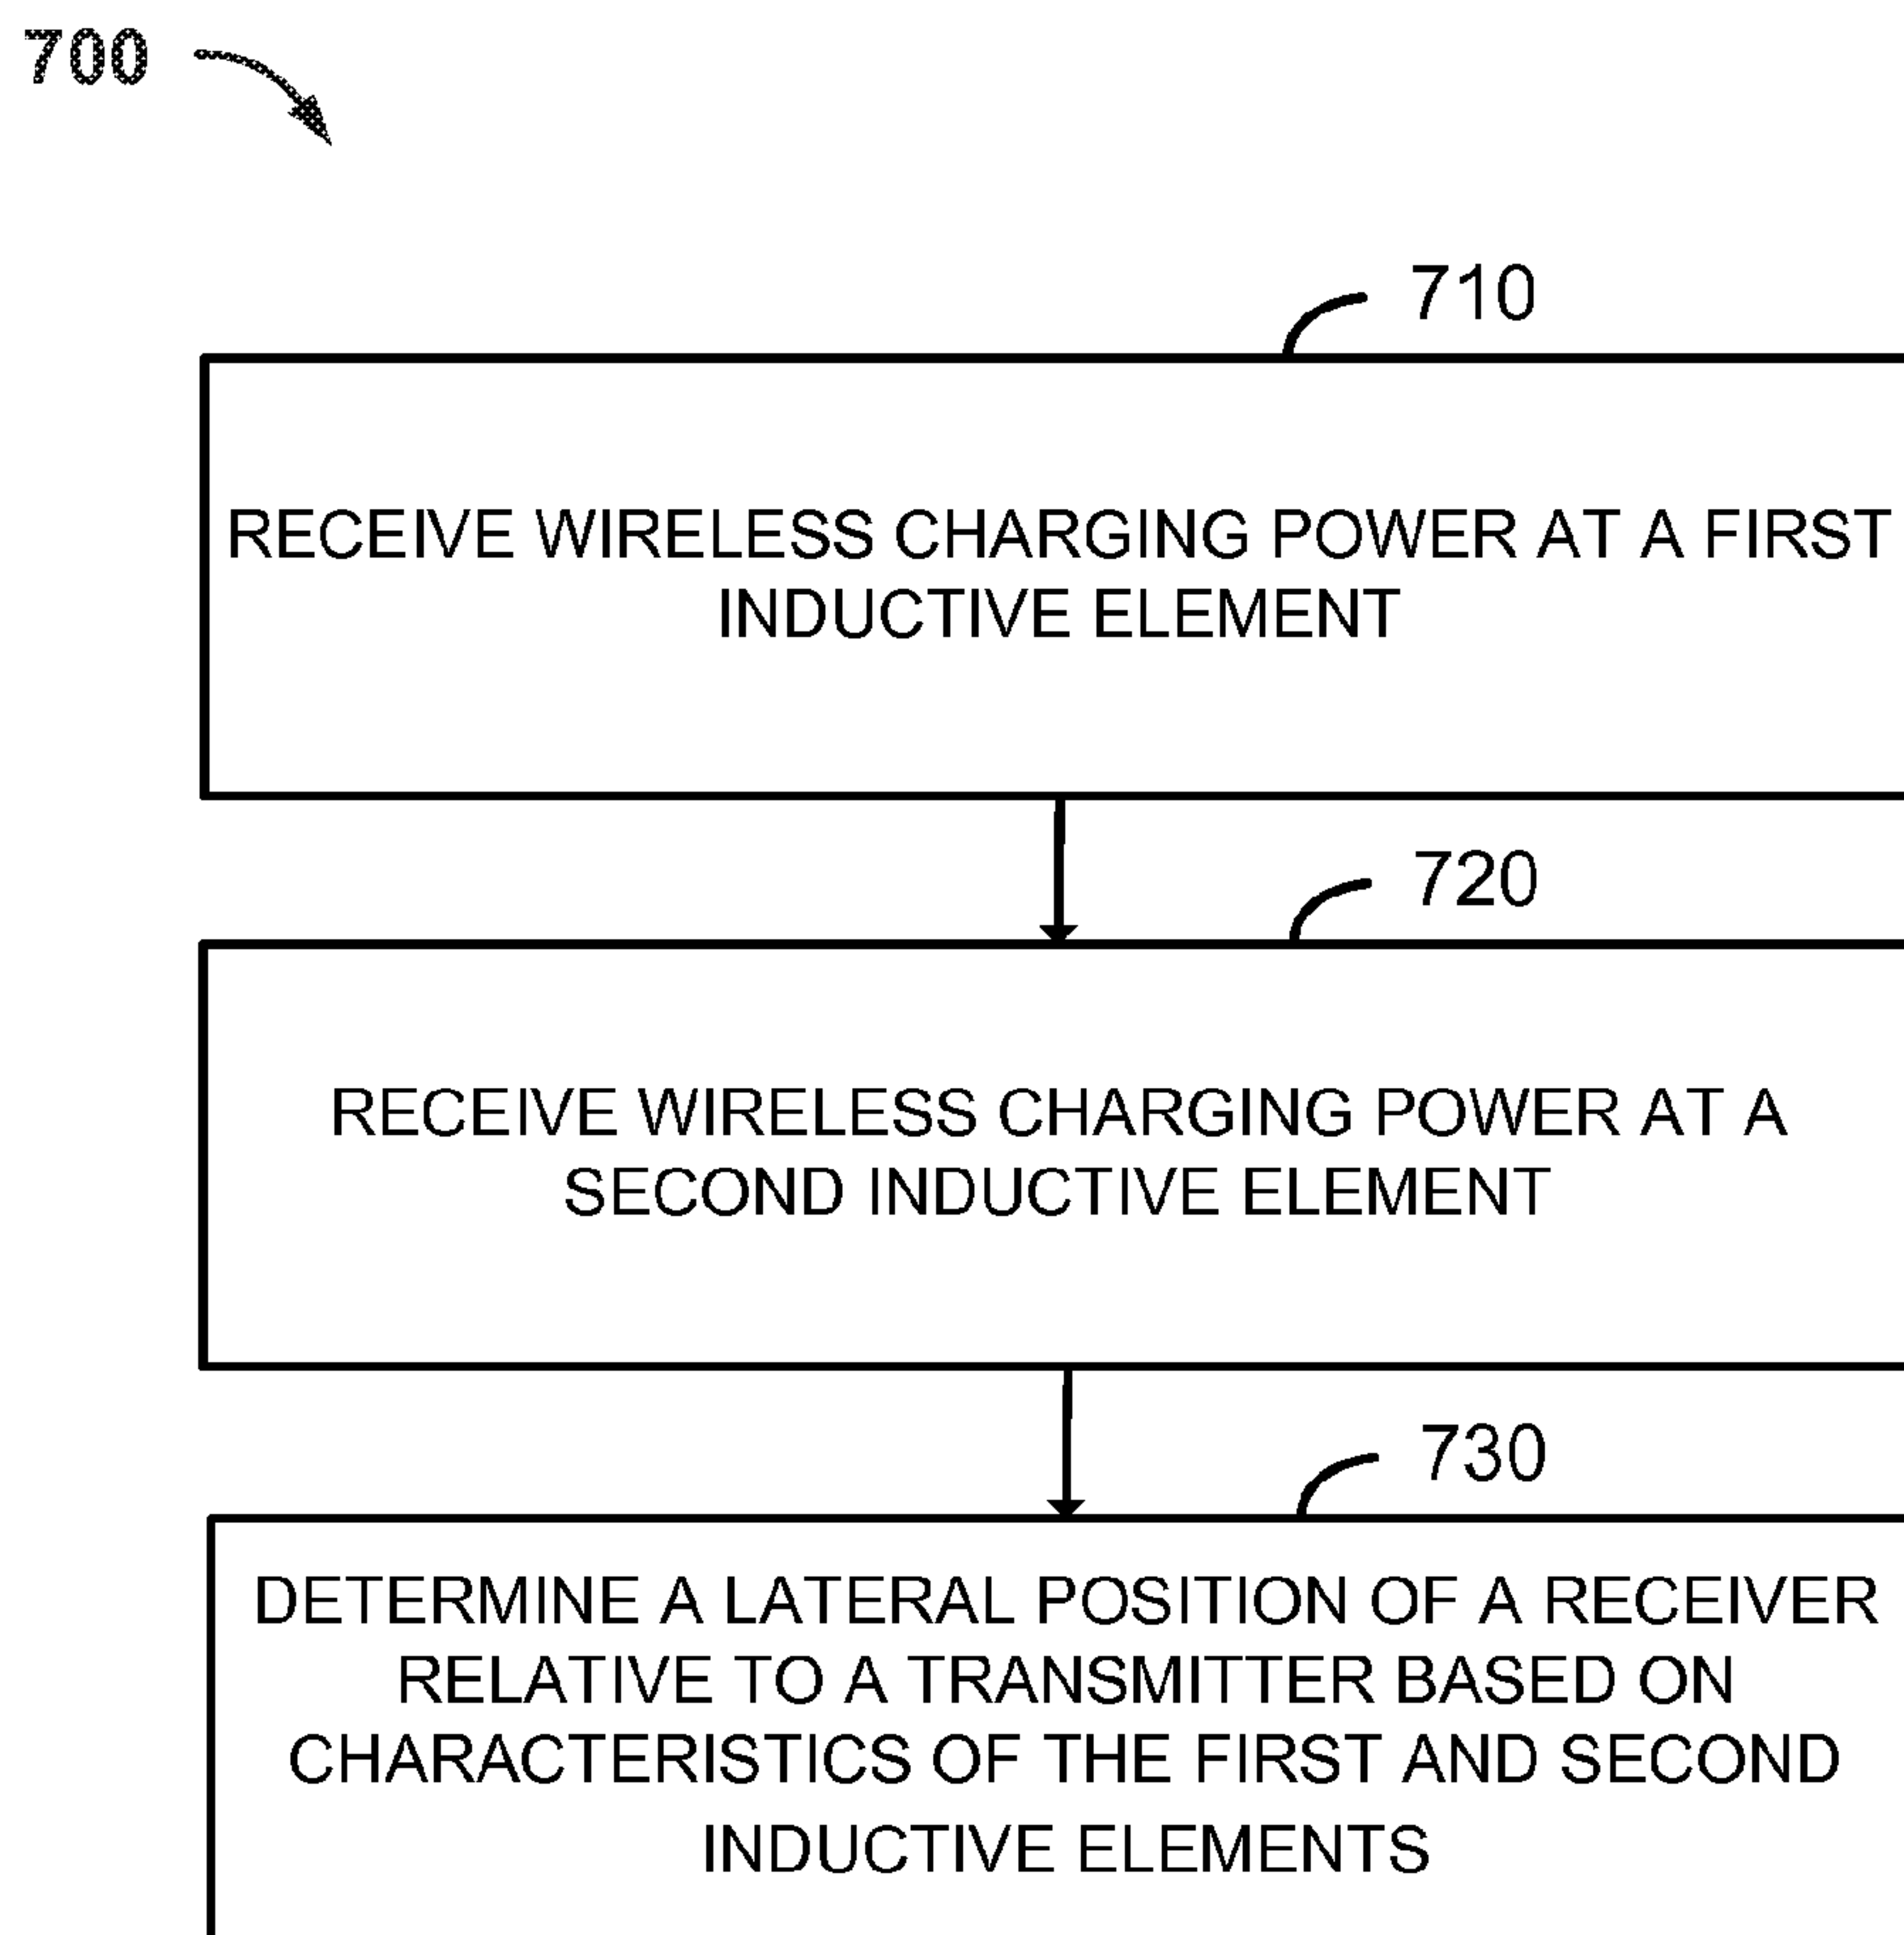 700
710
RECEIVE WIRELESS CHARGING POWER AT A FIRST
INDUCTIVE ELEMENT
720
RECEIVE WIRELESS CHARGING POWER AT A
SECOND INDUCTIVE ELEMENT
730
DETERMINE A LATERAL POSITION OF A RECEIVER
RELATIVE TO A TRANSMITTER BASED ON
CHARACTERISTICS OF THE FIRST AND SECOND
INDUCTIVE ELEMENTS